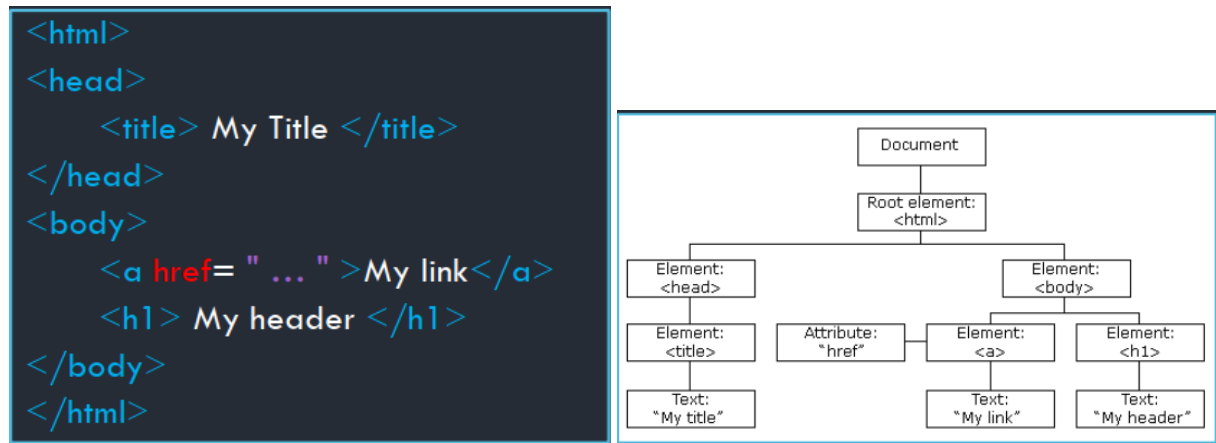 <html>
<head>
<title> My Title </title>
</head>
<body>
<a href= " ... " >My link</a>
<h1> My header </h1>
</body>
</html>
Document
Root element:
<html>
Element:
<head>
Element:
<body>
Element:
<title>
Attribute:
"href"
Element:
<a>
Element:
<h1>
Text:
"My title"
Text:
"My link"
Text:
"My header"